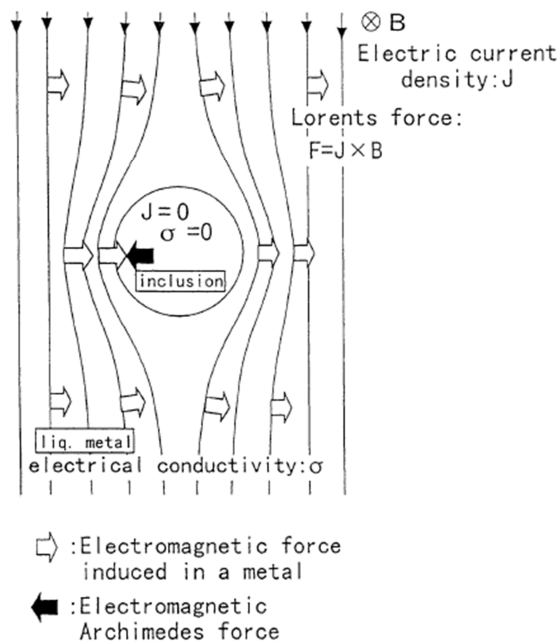 ⊗ B
Electric current
density:J
Lorents force:
F=J×B
J=0
σ=0
inclusion
liq. metal
electrical conductivity:σ
:Electromagnetic force
induced in a metal
:Electromagnetic
Archimedes force